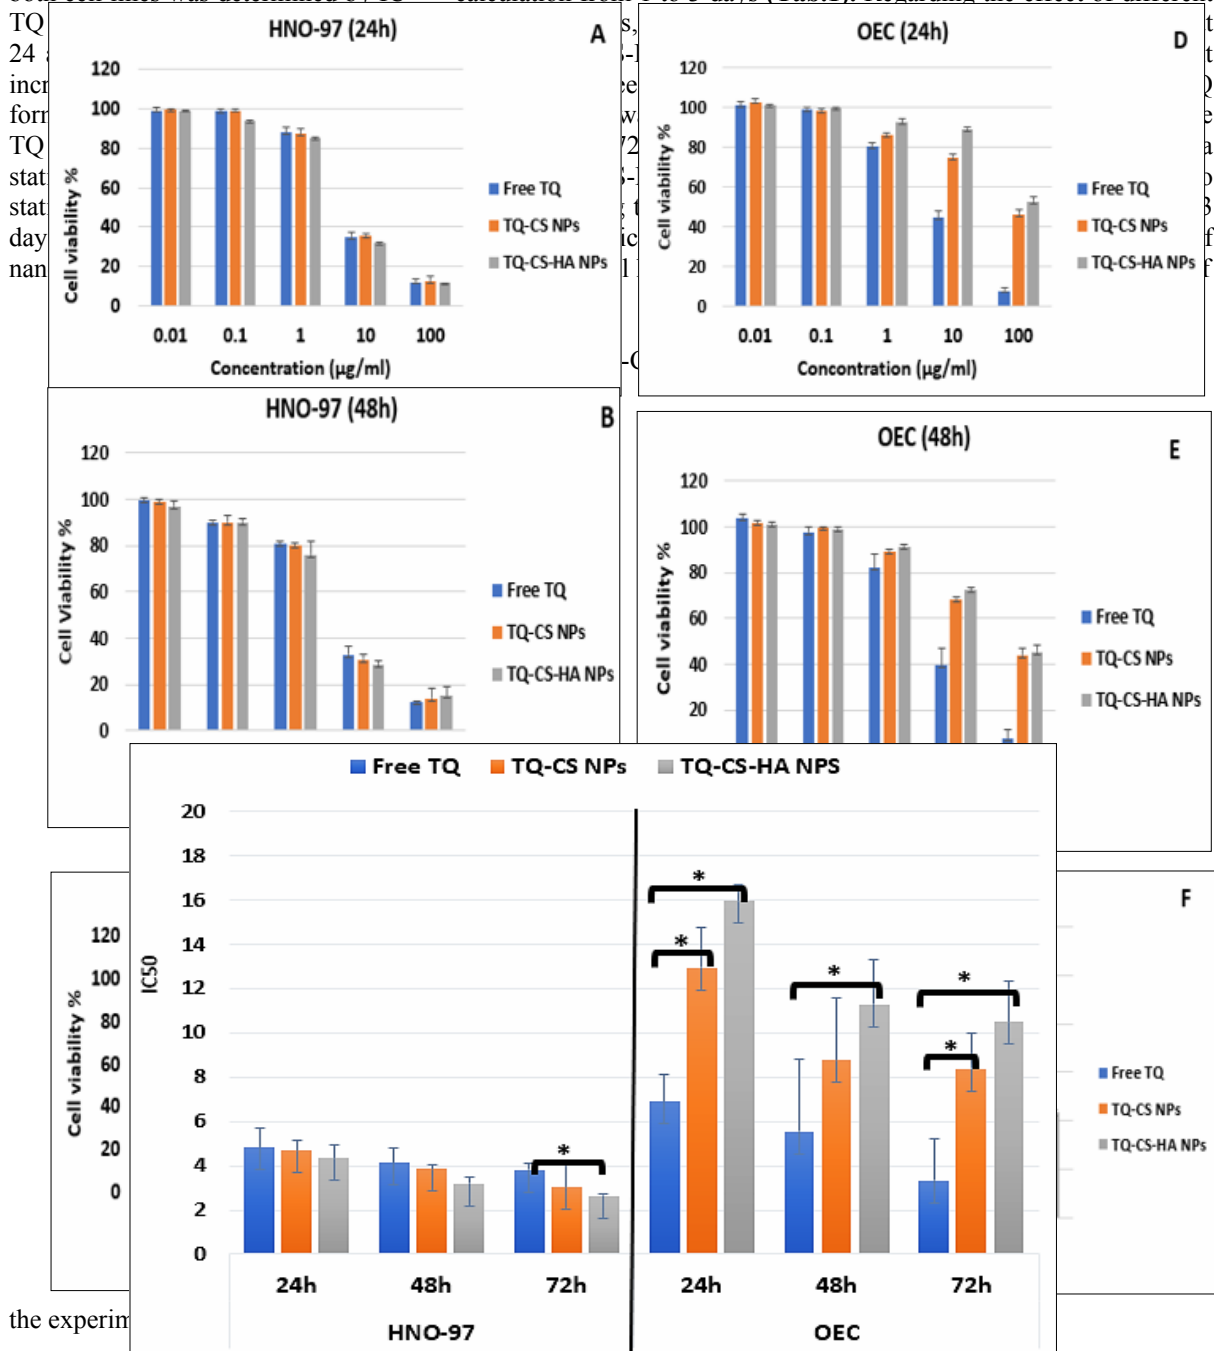 TQ
24
TQ
day
HNO-97 (24h)
A
Cell viability %
120
100
80
60
40
20
0
0.01 0.1 1 10 100
Concentration (µg/ml)
Free TQ
TQ-CS NPs
TQ-CS-HA NPs
OEC (24h)
D
Cell viability %
120
100
80
60
40
20
0
0.01 0.1 1 10 100
Concontration (µg/ml)
Free TQ
TQ-CS NPs
TQ-CS-HA NPs
HNO-97 (48h)
B
Cell Viability %
120
100
80
60
40
20
0
Free TQ
TQ-CS NPs
TQ-CS-HA NPs
OEC (48h)
E
Cell viability %
120
100
80
60
40
20
Free TQ
TQ-CS NPs
TQ-CS-HA NPs
Cell viability %
120
100
80
60
40
20
0
F
Free TQ
TQ-CS NPs
TQ-CS-HA NPs
Free TQ TQ-CS NPs TQ-CS-HA NPS
IC50
20
18
16
14
12
10
8
6
4
2
0
* * * * * *
24h 48h 72h 24h 48h 72h
HNO-97 OEC
the experim